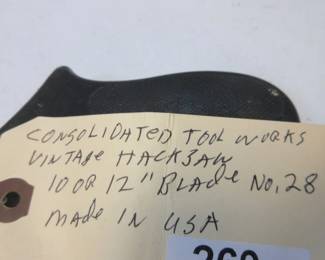 CONSOLIDATED TOOL WORKS
VINTAGE HACKSAW
10 OR 12" BLADE NO, 28
MADE IN USA